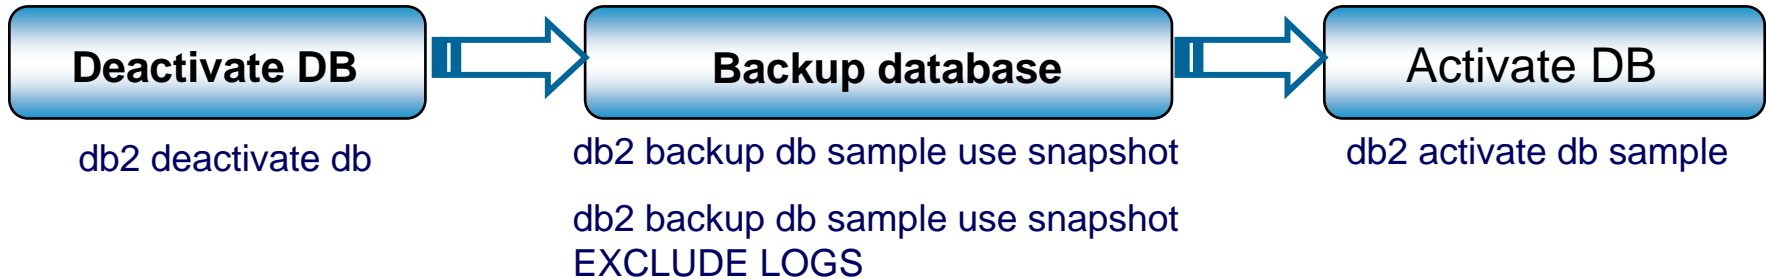 Deactivate DB
Backup database
Activate DB
db2 deactivate db
db2 backup db sample use snapshot
db2 activate db sample
db2 backup db sample use snapshot
EXCLUDE LOGS